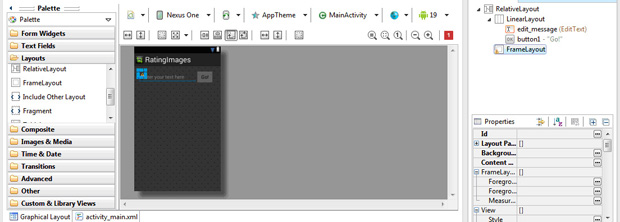 Palette
Palette
Form Widgets
Text Fields
Layouts
RelativeLayout
FrameLayout
Include Other Layout
Fragment
Composite
Images & Media
Time & Date
Transitions
Advanced
Other
Custom & Library Views
Graphical Layout
activity_main.xml
Nexus One
AppTheme
MainActivity
19
1
RatingImages
your text here
Go!
RelativeLayout
LinearLayout
edit_message (EditText)
button1 - "Go!"
FrameLayout
Properties
Id
Layout Pa... []
Backgrou...
Content ...
FrameLay... []
Foregro...
Foregro...
Measur...
View []
Style